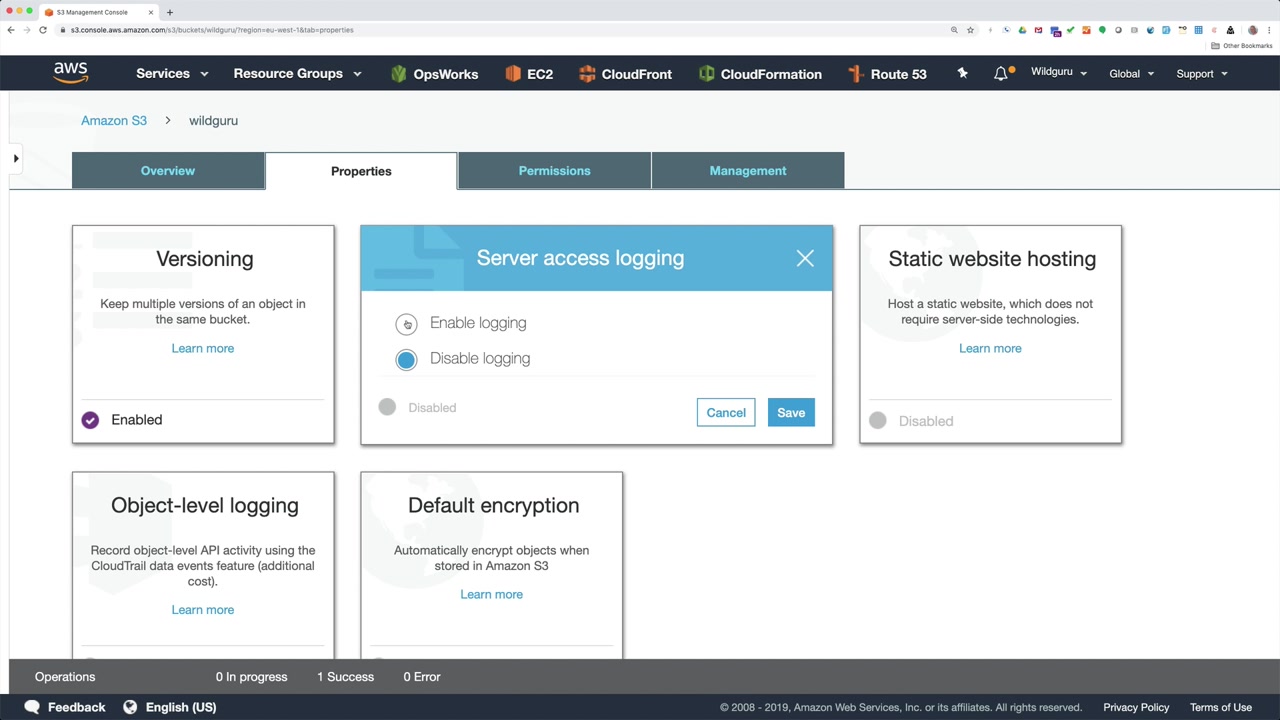 S3 Management Console
s3.console.aws.amazon.com/s3/buckets/wildguru/?region=eu-west-1&tab=properties
Other Bookmarks
aws
Services
Resource Groups
OpsWorks
EC2
CloudFront
CloudFormation
Route 53
Wildguru
Global
Support
Amazon S3
wildguru
Overview
Properties
Permissions
Management
Versioning
Keep multiple versions of an object in
the same bucket.
Learn more
Enabled
Server access logging
Enable logging
Disable logging
Disabled
Cancel
Save
Static website hosting
Host a static website, which does not
require server-side technologies.
Learn more
Disabled
Object-level logging
Record object-level API activity using the
CloudTrail data events feature (additional
cost).
Learn more
Default encryption
Automatically encrypt objects when
stored in Amazon S3
Learn more
Operations
0 In progress
1 Success
0 Error
Feedback
English (US)
© 2008 - 2019, Amazon Web Services, Inc. or its affiliates. All rights reserved.
Privacy Policy
Terms of Use